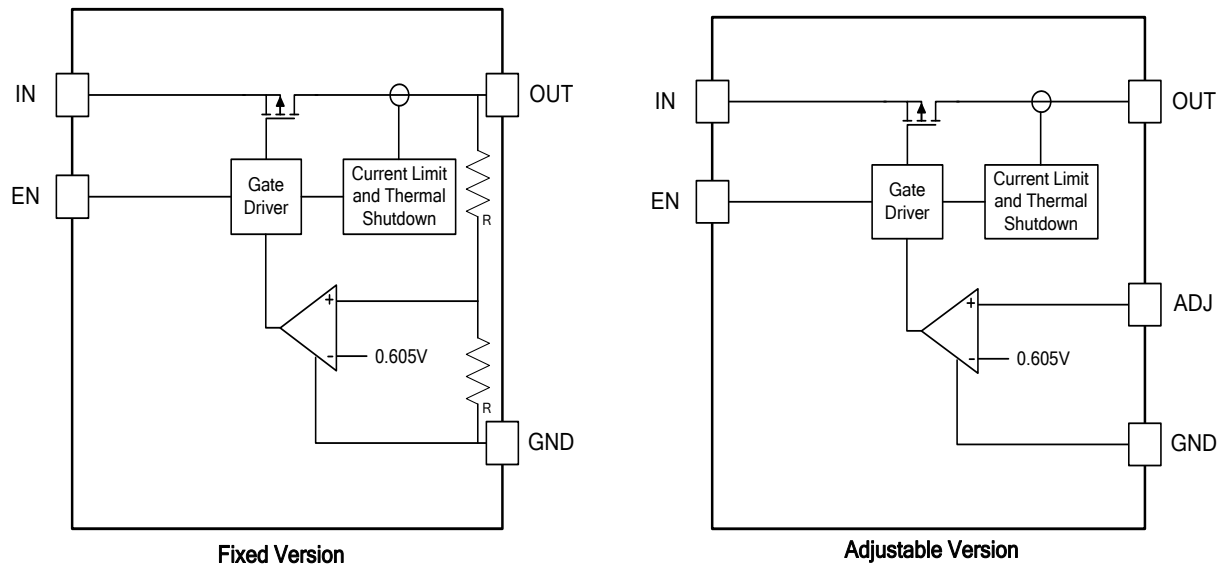 IN
OUT
EN
Gate
Driver
Current Limit
and Thermal
Shutdown
R
+
-
0.605V
R
GND
Fixed Version
IN
OUT
EN
Gate
Driver
Current Limit
and Thermal
Shutdown
ADJ
+
-
0.605V
GND
Adjustable Version